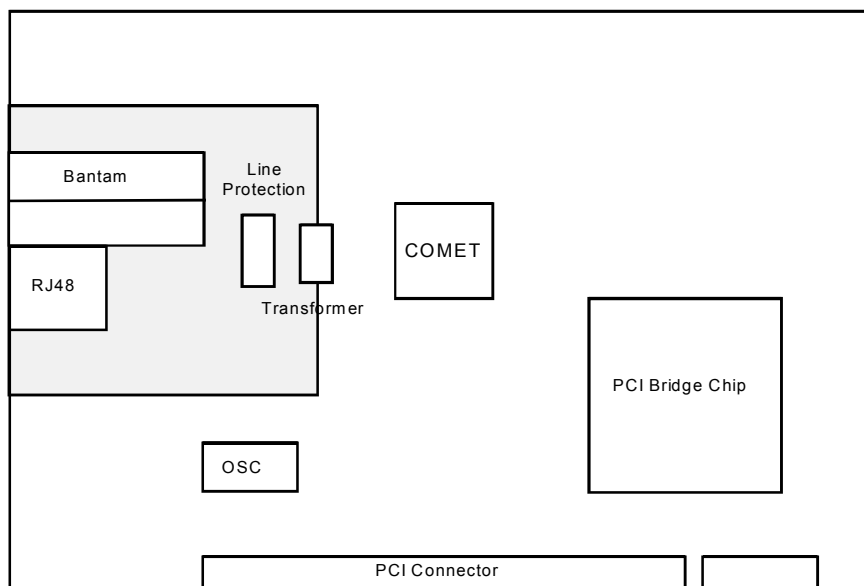 Bantam
Line
Protection
COMET
RJ48
Transformer
PCI Bridge Chip
OSC
PCI Connector